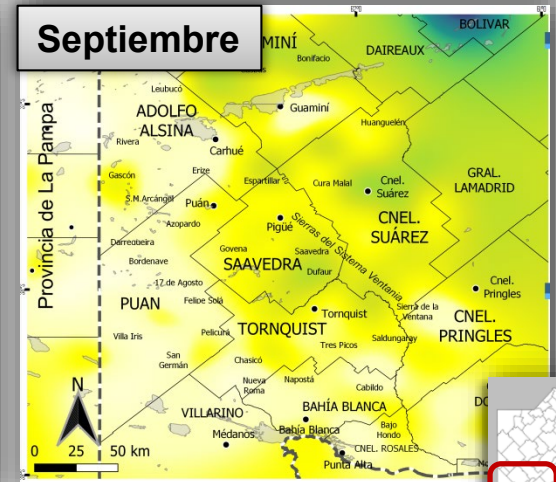 Septiembre
MINÍ
Bonifacio
DAIREAUX
BOLIVAR
Leubucó
ADOLFO
ALSINA
Guaminí
Huanguelén
Rivera
Carhué
Provincia de La Pampa
Gascón
Erize
Espartillar
Cura Malal
Cnel.
Suárez
GRAL.
LAMADRID
S.M.Arcángel
Puán
Azopardo
Pigüé
Sierras del Sistema Ventania
CNEL.
SUÁREZ
Darregueira
Govena
Saavedra
Bordenave
SAAVEDRA
Dufaur
17 de Agosto
Cnel.
Pringles
PUAN
Felipe Solá
Tornquist
Sierra de la
Ventana
CNEL.
PRINGLES
Villa Iris
Pelicurá
TORNQUIST
Tres Picos
Saldungaray
San
Germán
Chasicó
Nueva
Roma
Napostá
Cabildo
N
VILLARINO
BAHÍA BLANCA
Bajo
Hondo
DO
Médanos
Bahía Blanca
CNEL. ROSALES
0 25 50 km
Punta Alta